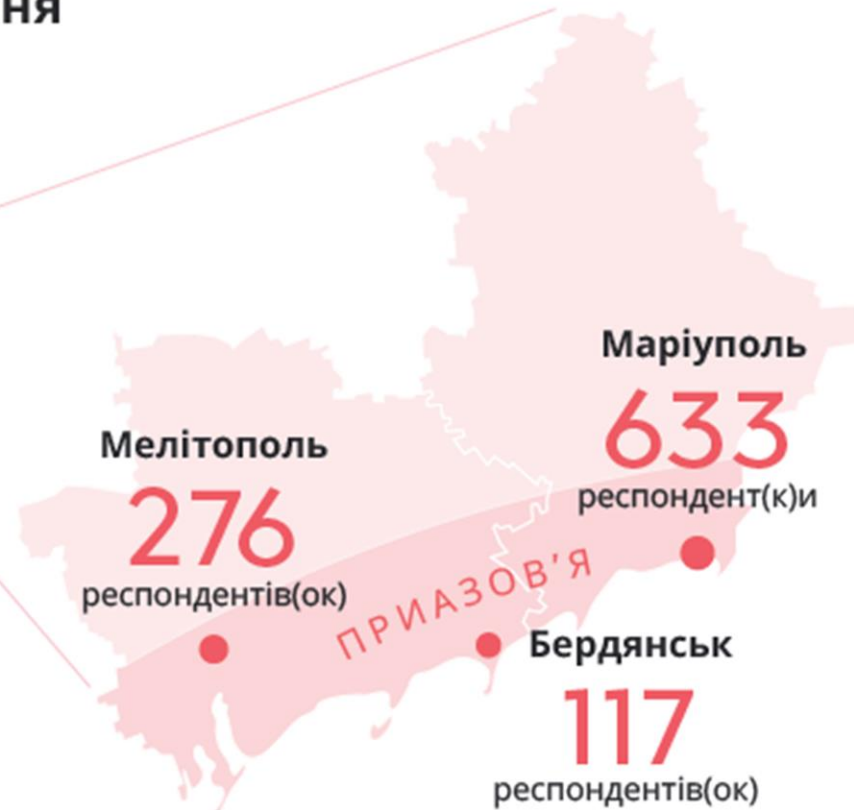 ня
Маріуполь
633
респондент(к)и
Мелітополь
276
респондентів(ок)
ПРИАЗОВ’Я
Бердянськ
117
респондентів(ок)